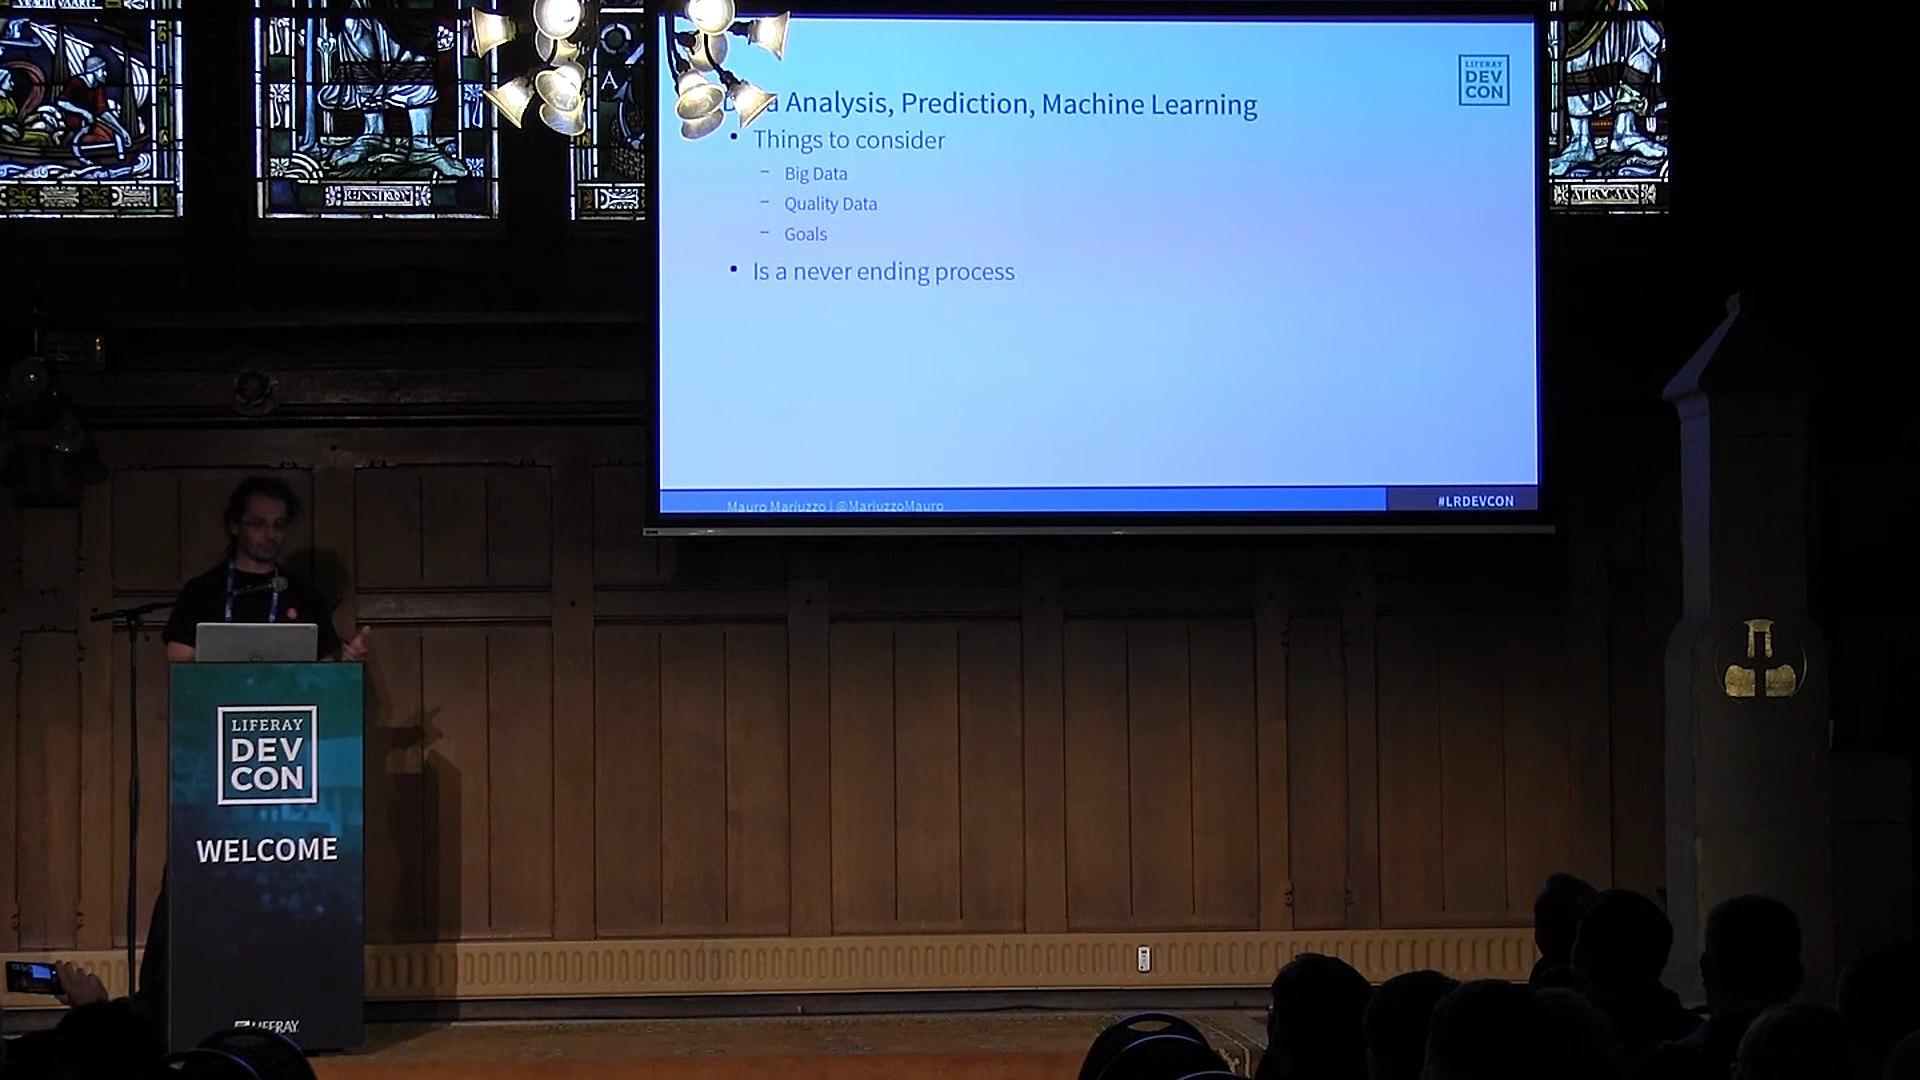 Analysis, Prediction, Machine Learning
• Things to consider
– Big Data
– Quality Data
– Goals
• Is a never ending process
LIFERAY
DEV
CON
Mauro Mariuzzo | @MariuzzoMauro
#LRDEVCON
LIFERAY
DEV
CON
WELCOME
LIFERAY